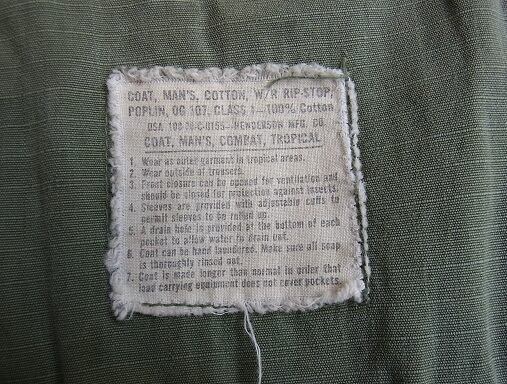 COAT, MAN'S, COTTON, W/R RIP-STOP,
POPLIN, OG 107, CLASS 1—100% Cotton
DSA 100- -C-0155—HENDERSON MFG. CO.
COAT, MAN'S, COMBAT, TROPICAL
1. Wear as outer garment in tropical areas.
2. Wear outside of trousers.
3. Front closure can be opened for ventilation and
should be closed for protection against insects.
4. Sleeves are provided with adjustable cuffs to
permit sleeves to be rolled up.
5. A drain hole is provided at the bottom of each
pocket to allow water to drain out.
6. Coat can be hand laundered. Make sure all soap
is thoroughly rinsed out.
7. Coat is made longer than normal in order that
load carrying equipment does not cover pockets.